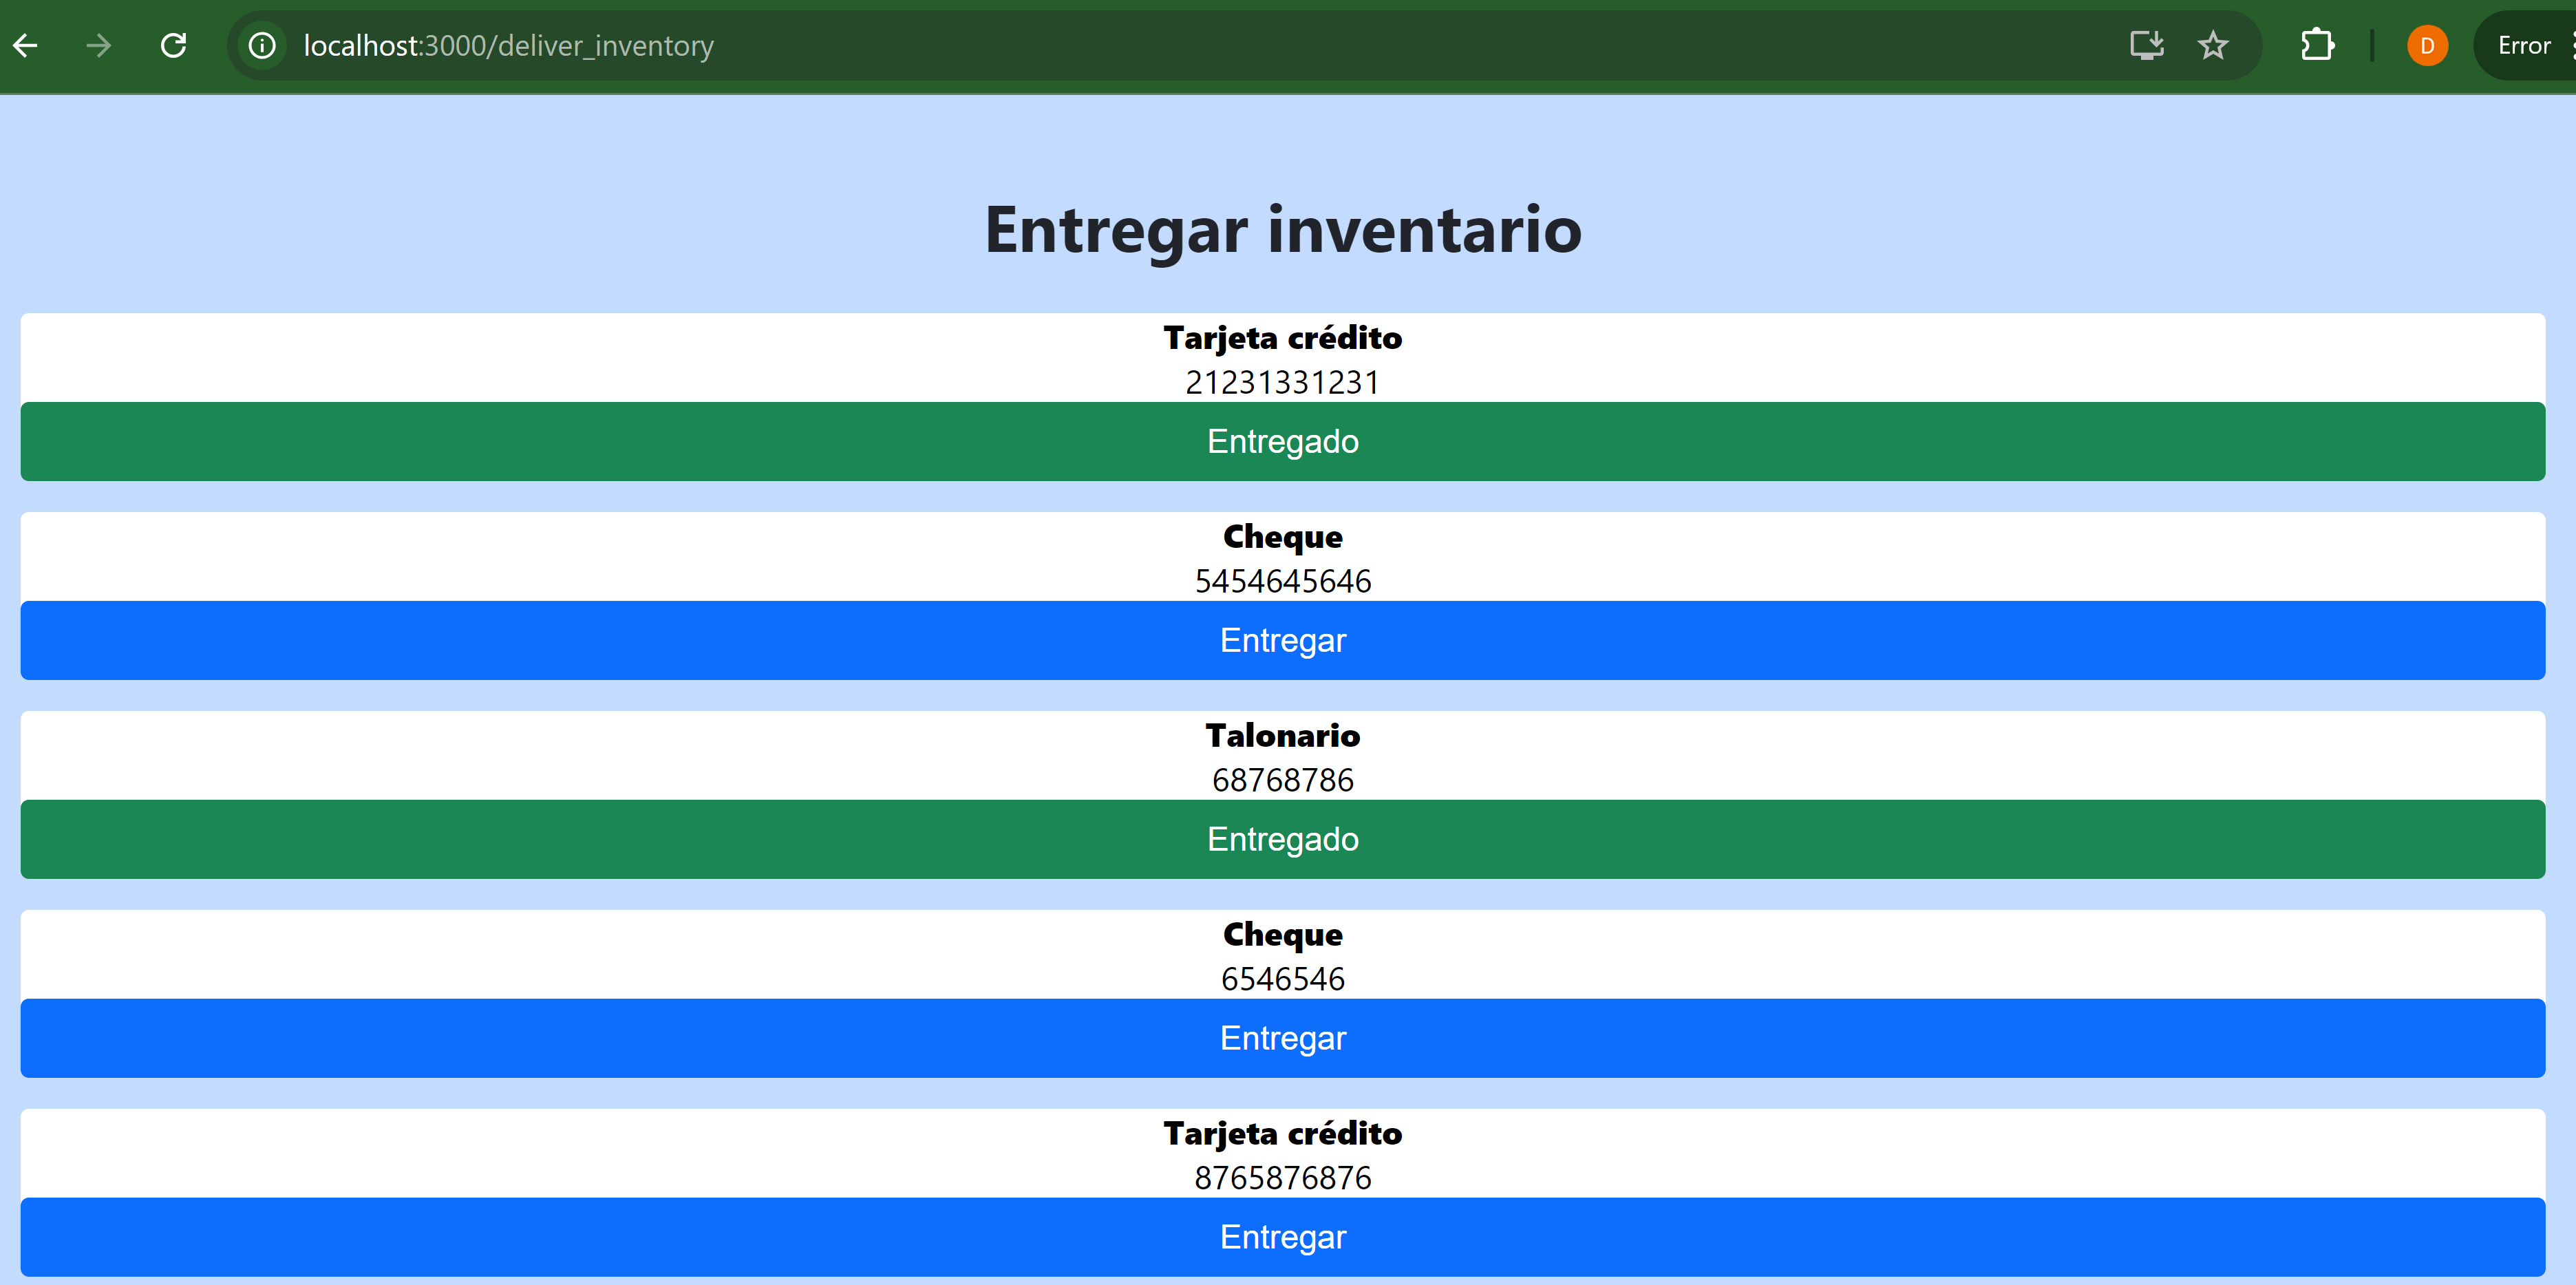 localhost:3000/deliver_inventory
D
Error
Entregar inventario
Tarjeta crédito
21231331231
Entregado
Cheque
5454645646
Entregar
Talonario
68768786
Entregado
Cheque
6546546
Entregar
Tarjeta crédito
8765876876
Entregar